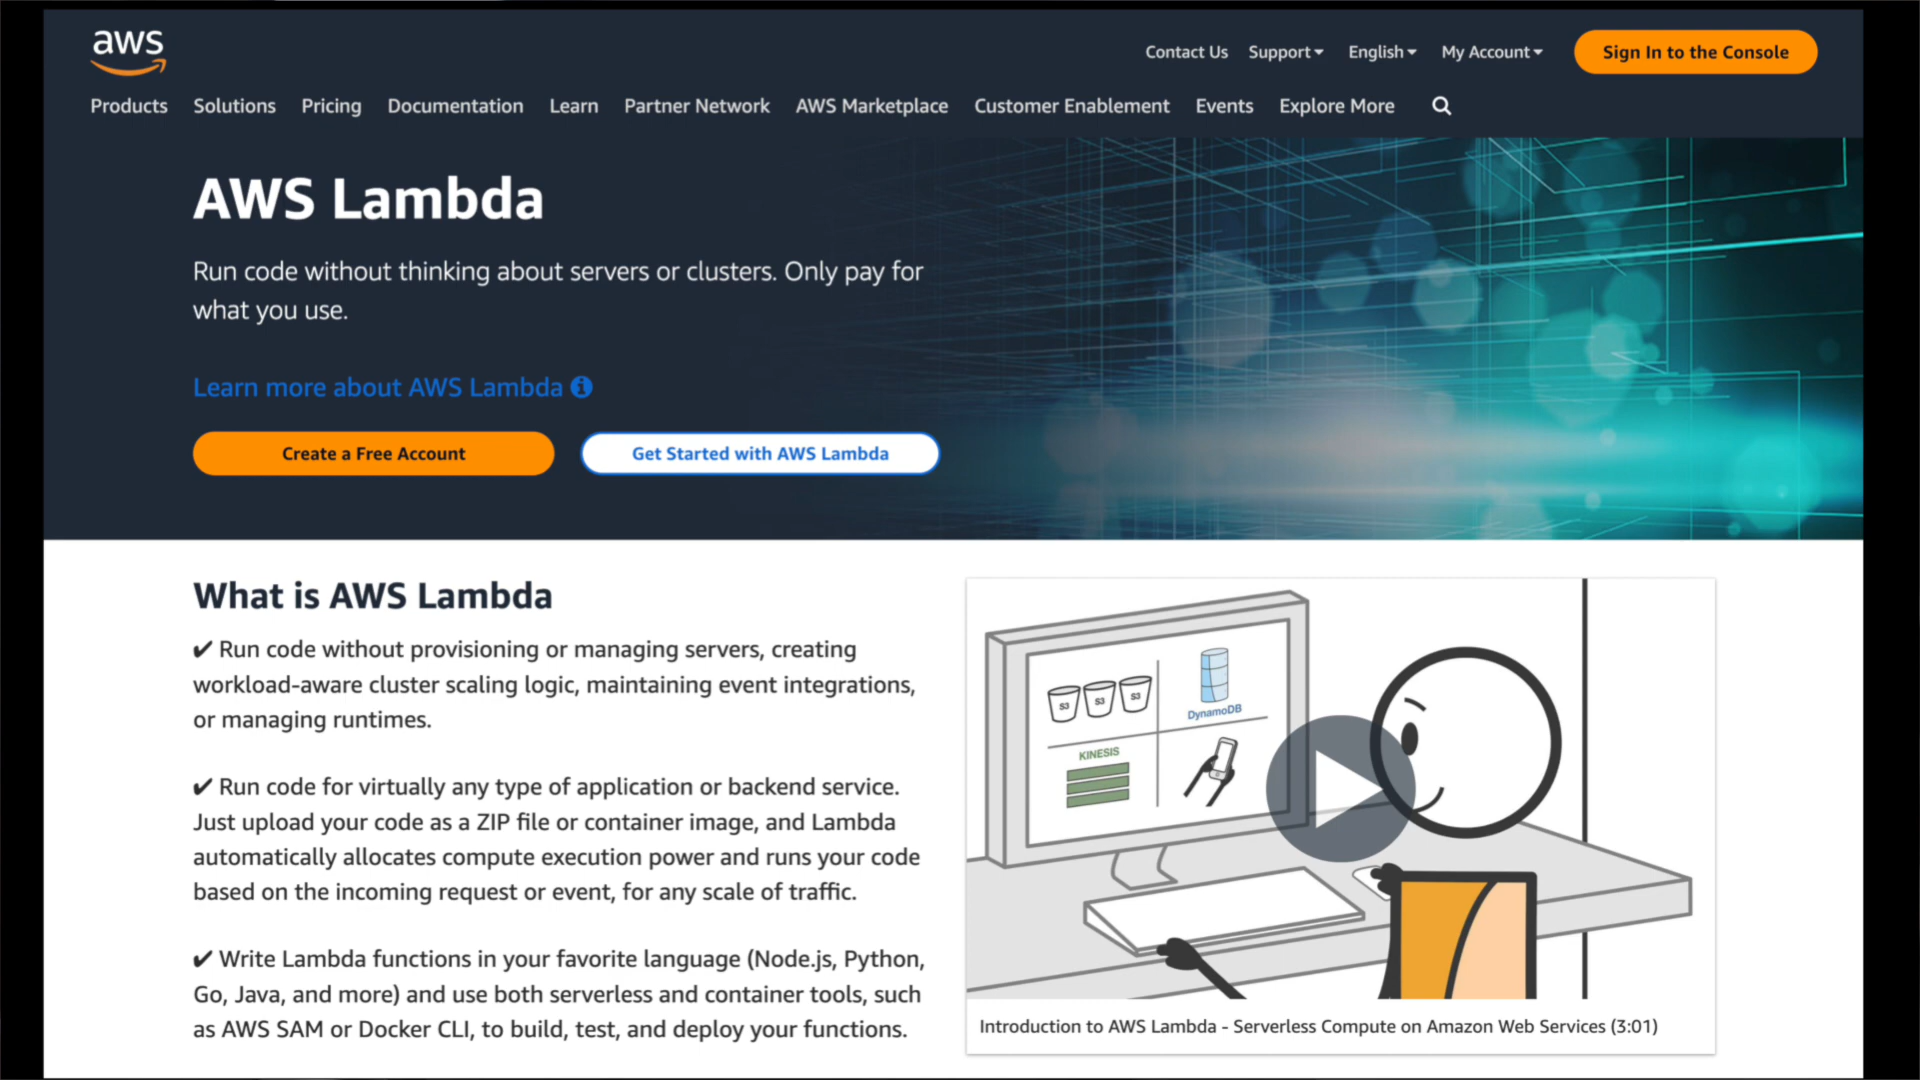 aws
Contact Us Support English My Account Sign In to the Console
Products Solutions Pricing Documentation Learn Partner Network AWS Marketplace Customer Enablement Events Explore More
AWS Lambda
Run code without thinking about servers or clusters. Only pay for
what you use.
Learn more about AWS Lambda
Create a Free Account
Get Started with AWS Lambda
What is AWS Lambda
✔ Run code without provisioning or managing servers, creating
workload-aware cluster scaling logic, maintaining event integrations,
or managing runtimes.
✔ Run code for virtually any type of application or backend service.
Just upload your code as a ZIP file or container image, and Lambda
automatically allocates compute execution power and runs your code
based on the incoming request or event, for any scale of traffic.
✔ Write Lambda functions in your favorite language (Node.js, Python,
Go, Java, and more) and use both serverless and container tools, such
as AWS SAM or Docker CLI, to build, test, and deploy your functions.
S3 S3 S3
DynamoDB
KINESIS
Introduction to AWS Lambda - Serverless Compute on Amazon Web Services (3:01)